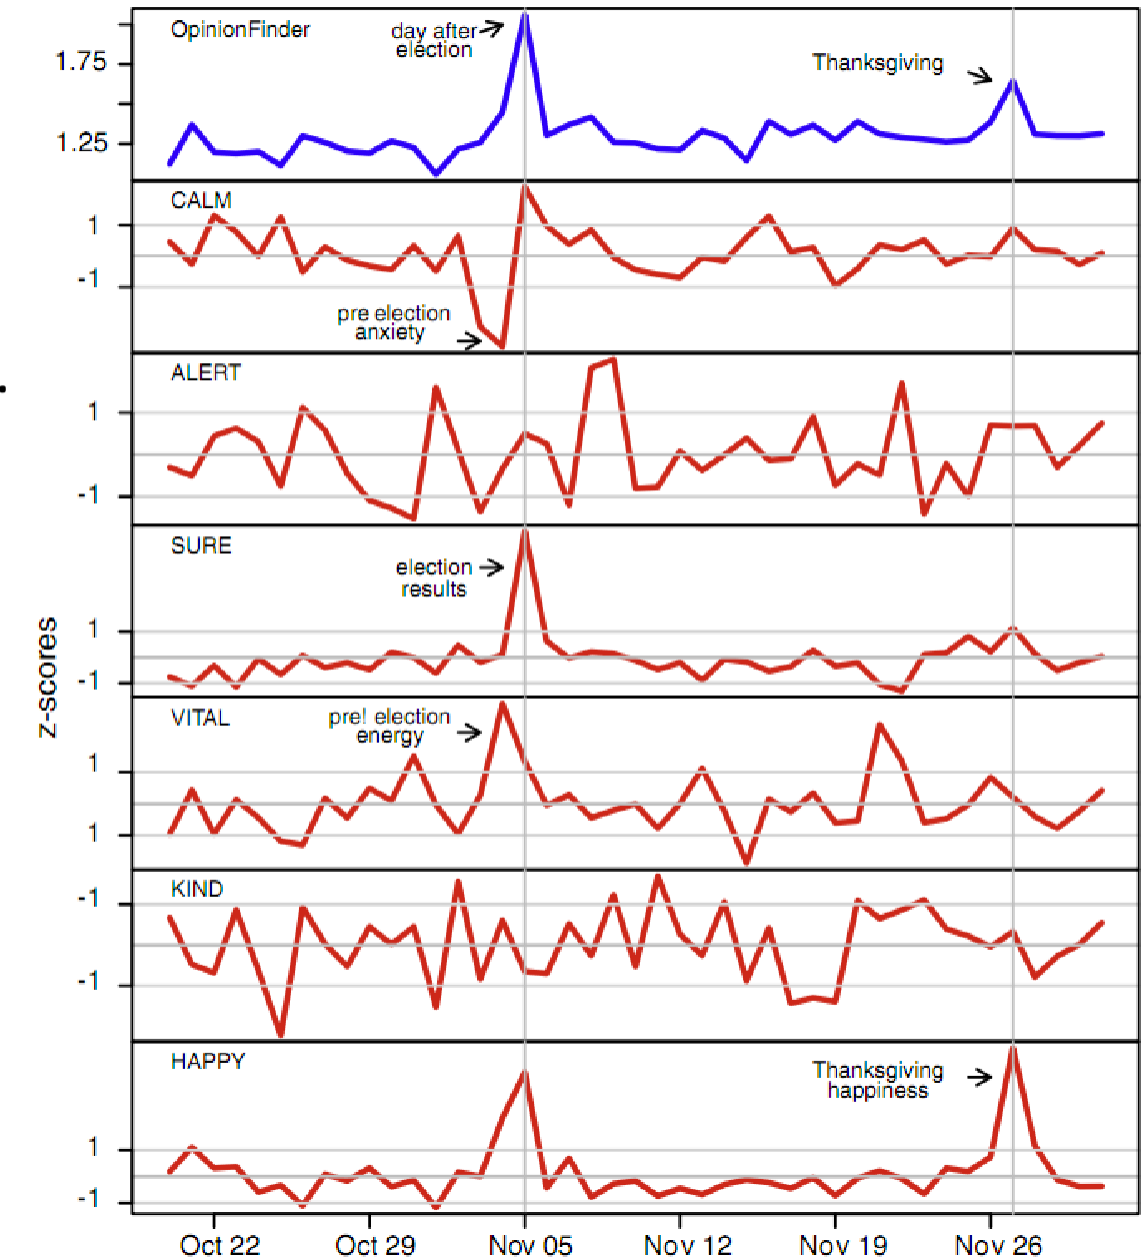 OpinionFinder
day after
election
Thanksgiving
1.75
1.25
CALM
1
-1
pre election
anxiety
ALERT
1
-1
SURE
election
results
1
-1
z-scores
VITAL
pre! election
energy
1
1
KIND
-1
-1
HAPPY
Thanksgiving
happiness
1
-1
Oct 22 Oct 29 Nov 05 Nov 12 Nov 19 Nov 26